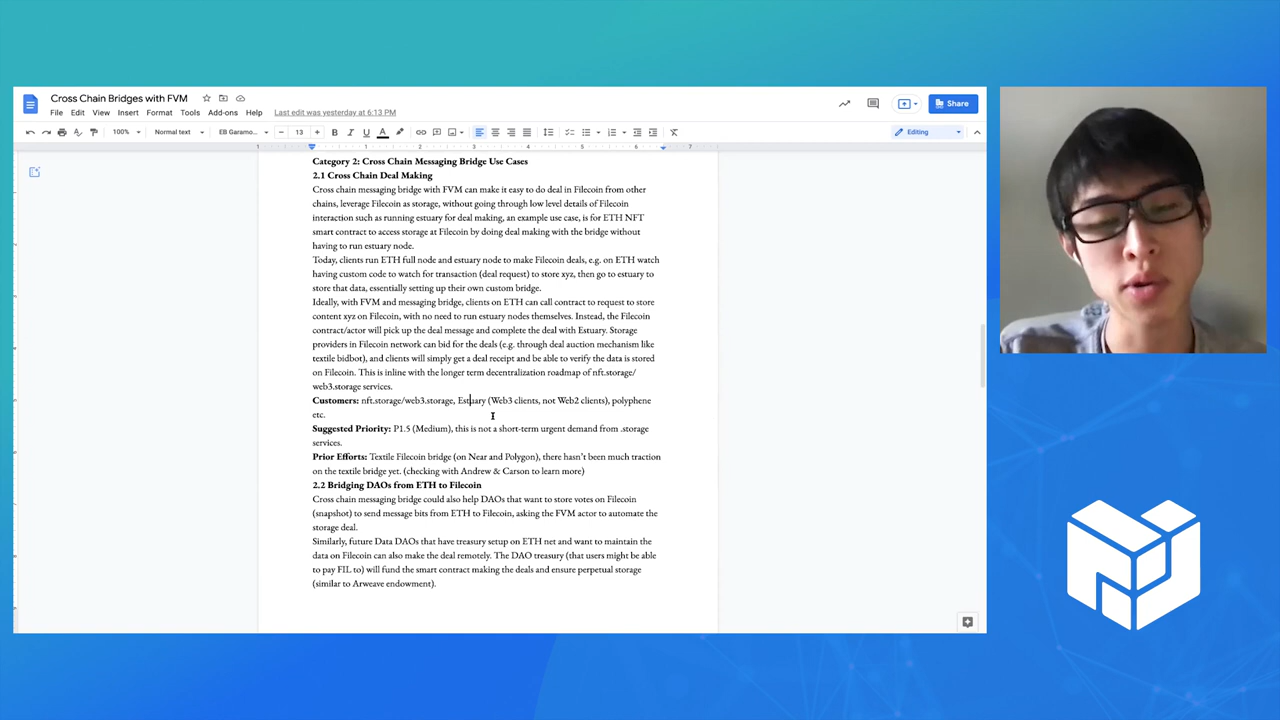 Cross Chain Bridges with FVM
File Edit View Insert Format Tools Add-ons Help Last edit was yesterday at 6:13 PM
Share
100% Normal text EB Garamo... 13 B I U A Editing
1 1 2 3 4 5 6 7
Category 2: Cross Chain Messaging Bridge Use Cases
2.1 Cross Chain Deal Making
Cross chain messaging bridge with FVM can make it easy to do deal in Filecoin from other
chains, leverage Filecoin as storage, without going through low level details of Filecoin
interaction such as running estuary for deal making, an example use case, is for ETH NFT
smart contract to access storage at Filecoin by doing deal making with the bridge without
having to run estuary node.
Today, clients run ETH full node and estuary node to make Filecoin deals, e.g. on ETH watch
having custom code to watch for transaction (deal request) to store xyz, then go to estuary to
store that data, essentially setting up their own custom bridge.
Ideally, with FVM and messaging bridge, clients on ETH can call contract to request to store
content xyz on Filecoin, with no need to run estuary nodes themselves. Instead, the Filecoin
contract/actor will pick up the deal message and complete the deal with Estuary. Storage
providers in Filecoin network can bid for the deals (e.g. through deal auction mechanism like
textile bidbot), and clients will simply get a deal receipt and be able to verify the data is stored
on Filecoin. This is inline with the longer term decentralization roadmap of nft.storage/
web3.storage services.
Customers: nft.storage/web3.storage, Estuary (Web3 clients, not Web2 clients), polyphene
etc.
Suggested Priority: P1.5 (Medium), this is not a short-term urgent demand from .storage
services.
Prior Efforts: Textile Filecoin bridge (on Near and Polygon), there hasn't been much traction
on the textile bridge yet. (checking with Andrew & Carson to learn more)
2.2 Bridging DAOs from ETH to Filecoin
Cross chain messaging bridge could also help DAOs that want to store votes on Filecoin
(snapshot) to send message bits from ETH to Filecoin, asking the FVM actor to automate the
storage deal.
Similarly, future Data DAOs that have treasury setup on ETH net and want to maintain the
data on Filecoin can also make the deal remotely. The DAO treasury (that users might be able
to pay FIL to) will fund the smart contract making the deals and ensure perpetual storage
(similar to Arweave endowment).